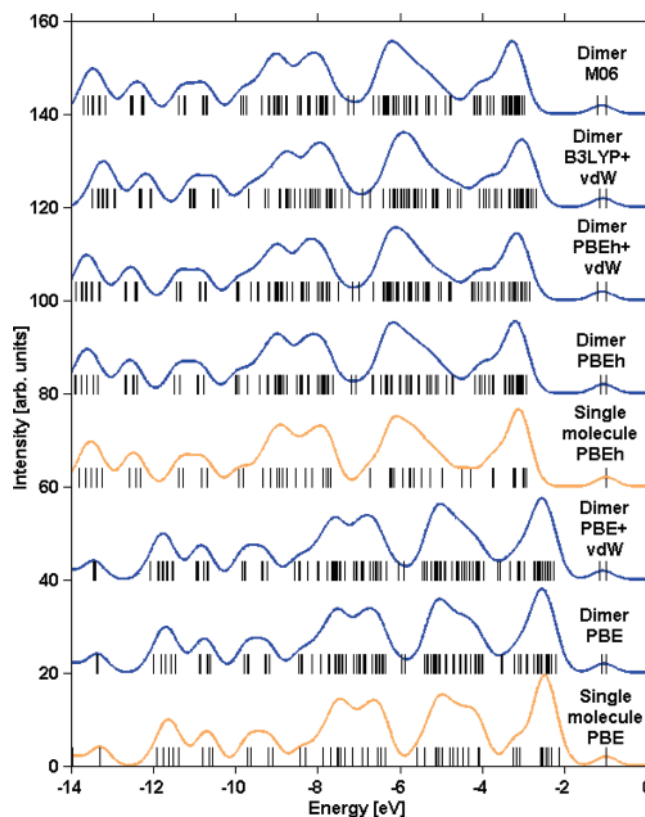 160
140
120
100
80
60
40
20
0
Intensity [arb. units]
Dimer
M06
Dimer
B3LYP+
vdW
Dimer
PBEh+
vdW
Dimer
PBEh
Single
molecule
PBEh
Dimer
PBE+
vdW
Dimer
PBE
Single
molecule
PBE
-14 -12 -10 -8 -6 -4 -2 0
Energy [eV]